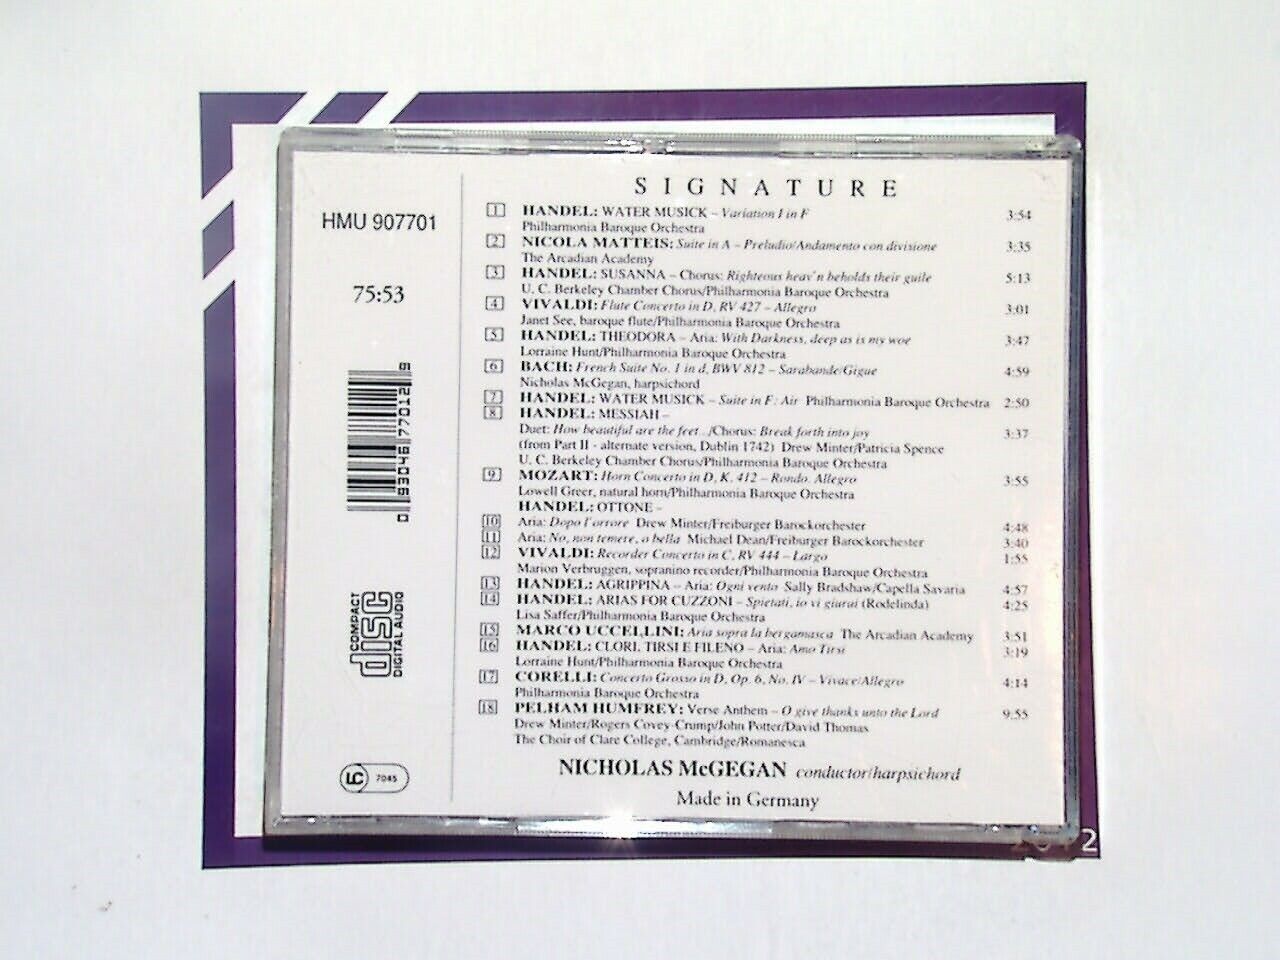 SIGNATURE
HMU 907701
75:53
0 93046 77012 9
COMPACT
disc
DIGITAL AUDIO
LC 7045
1 HANDEL: WATER MUSICK – Variation I in F 3:54
Philharmonia Baroque Orchestra
2 NICOLA MATTEIS: Suite in A – Preludio/Andamento con divisione 3:35
The Arcadian Academy
3 HANDEL: SUSANNA – Chorus: Righteous heav'n beholds their guile 5:13
U. C. Berkeley Chamber Chorus/Philharmonia Baroque Orchestra
4 VIVALDI: Flute Concerto in D, RV 427 – Allegro 3:01
Janet See, baroque flute/Philharmonia Baroque Orchestra
5 HANDEL: THEODORA – Aria: With Darkness, deep as is my woe 3:47
Lorraine Hunt/Philharmonia Baroque Orchestra
6 BACH: French Suite No. 1 in d, BWV 812 – Sarabande/Gigue 4:59
Nicholas McGegan, harpsichord
7 HANDEL: WATER MUSICK – Suite in F: Air Philharmonia Baroque Orchestra 2:50
8 HANDEL: MESSIAH –
Duet: How beautiful are the feet../Chorus: Break forth into joy 3:37
(from Part II - alternate version, Dublin 1742) Drew Minter/Patricia Spence
U. C. Berkeley Chamber Chorus/Philharmonia Baroque Orchestra
9 MOZART: Horn Concerto in D, K. 412 – Rondo. Allegro 3:55
Lowell Greer, natural horn/Philharmonia Baroque Orchestra
HANDEL: OTTONE –
10 Aria: Dopo l'orrore Drew Minter/Freiburger Barockorchester 4:48
11 Aria: No, non temere, o bella Michael Dean/Freiburger Barockorchester 3:40
12 VIVALDI: Recorder Concerto in C, RV 444 – Largo 1:55
Marion Verbruggen, sopranino recorder/Philharmonia Baroque Orchestra
13 HANDEL: AGRIPPINA – Aria: Ogni vento Sally Bradshaw/Capella Savaria 4:57
14 HANDEL: ARIAS FOR CUZZONI – Spietati, io vi giurai (Rodelinda) 4:25
Lisa Saffer/Philharmonia Baroque Orchestra
15 MARCO UCCELLINI: Aria sopra la bergamasca The Arcadian Academy 3:51
16 HANDEL: CLORI, TIRSI E FILENO – Aria: Amo Tirsi 3:19
Lorraine Hunt/Philharmonia Baroque Orchestra
17 CORELLI: Concerto Grosso in D, Op. 6, No. IV – Vivace/Allegro 4:14
Philharmonia Baroque Orchestra
18 PELHAM HUMFREY: Verse Anthem – O give thanks unto the Lord 9:55
Drew Minter/Rogers Covey-Crump/John Potter/David Thomas
The Choir of Clare College, Cambridge/Romanesca
NICHOLAS McGEGAN conductor/harpsichord
Made in Germany